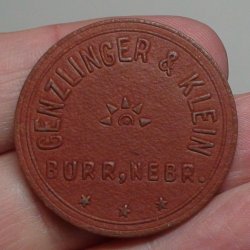 GENZLINGER & KLEIN
BURR, NEBR.